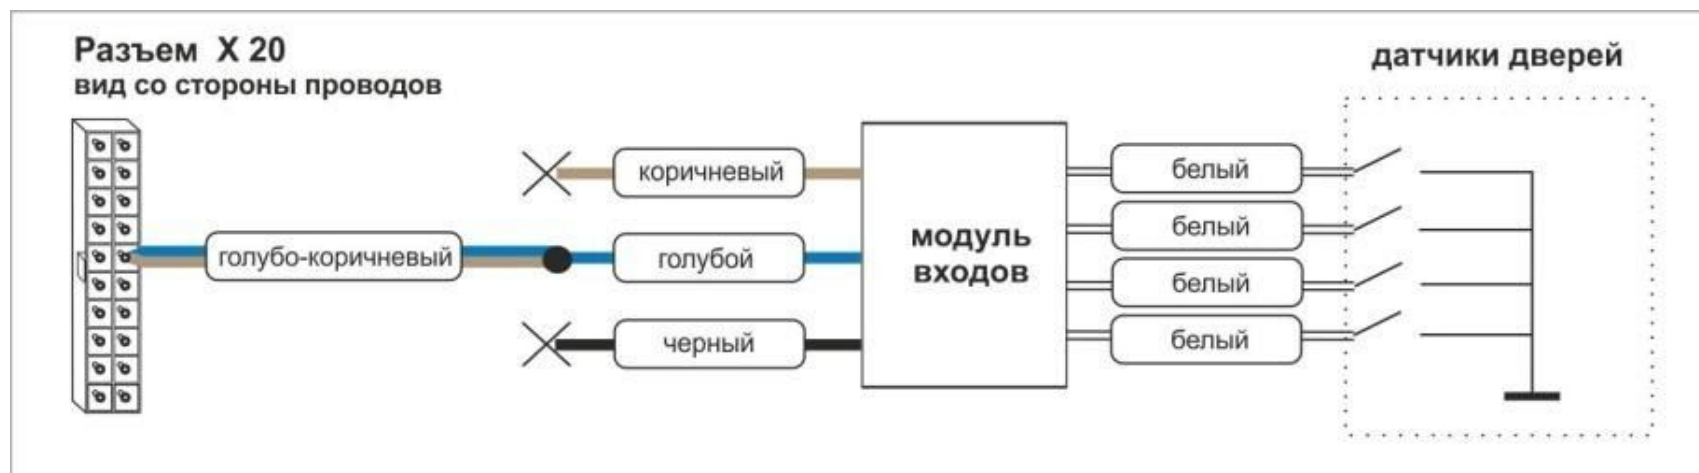 Разъем X 20
вид со стороны проводов
датчики дверей
коричневый
голубо-коричневый
голубой
черный
модуль
входов
белый
белый
белый
белый